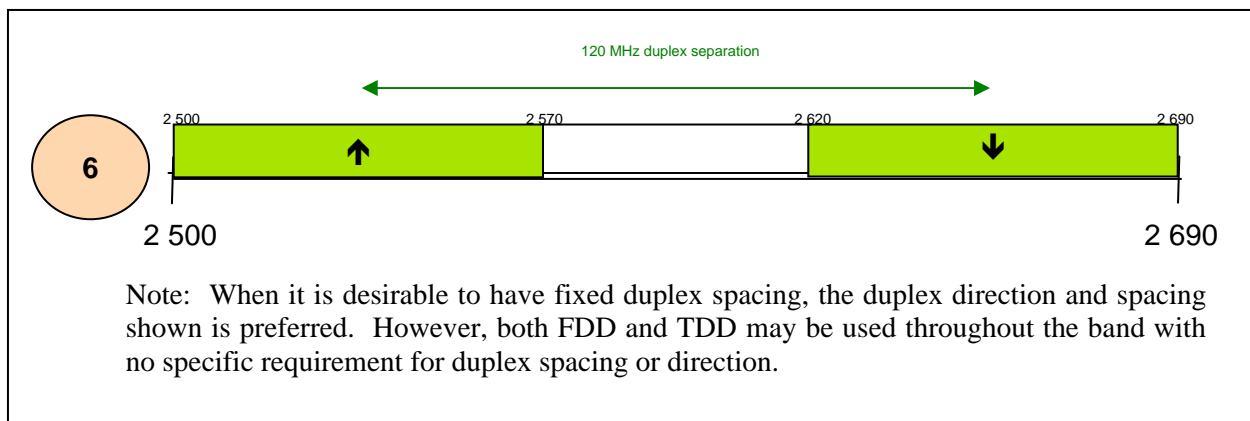 120 MHz duplex separation
2 500 2 570 2 620 2 690
6
2 500 2 690
Note: When it is desirable to have fixed duplex spacing, the duplex direction and spacing
shown is preferred. However, both FDD and TDD may be used throughout the band with
no specific requirement for duplex spacing or direction.